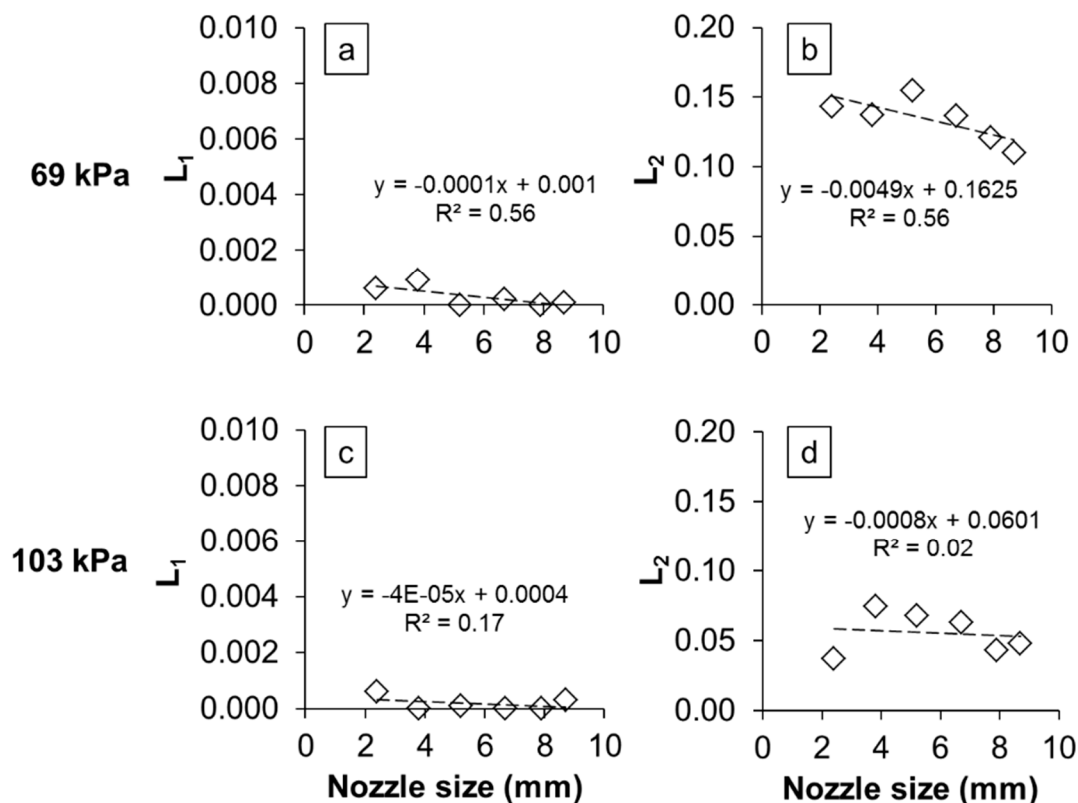 69 kPa
a
L₁
0.010
0.008
0.006
0.004
0.002
0.000
y = -0.0001x + 0.001
R² = 0.56
0 2 4 6 8 10
b
L₂
0.20
0.15
0.10
0.05
0.00
y = -0.0049x + 0.1625
R² = 0.56
0 2 4 6 8 10
103 kPa
c
L₁
0.010
0.008
0.006
0.004
0.002
0.000
y = -4E-05x + 0.0004
R² = 0.17
0 2 4 6 8 10
Nozzle size (mm)
d
L₂
0.20
0.15
0.10
0.05
0.00
y = -0.0008x + 0.0601
R² = 0.02
0 2 4 6 8 10
Nozzle size (mm)